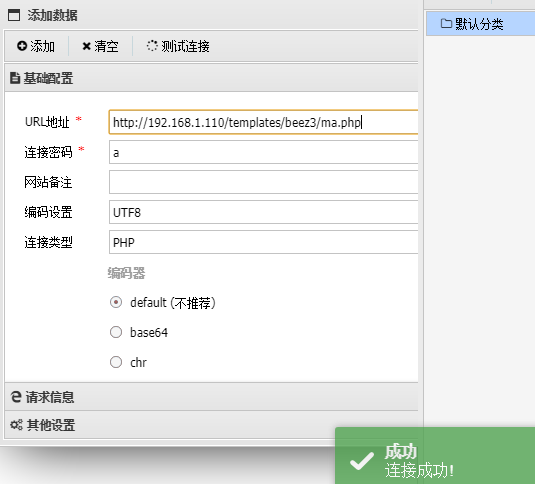 添加数据
添加 清空 测试连接
默认分类
基础配置
URL地址 * http://192.168.1.110/templates/beez3/ma.php
连接密码 * a
网站备注
编码设置 UTF8
连接类型 PHP
编码器
default (不推荐)
base64
chr
请求信息
其他设置
成功
连接成功!